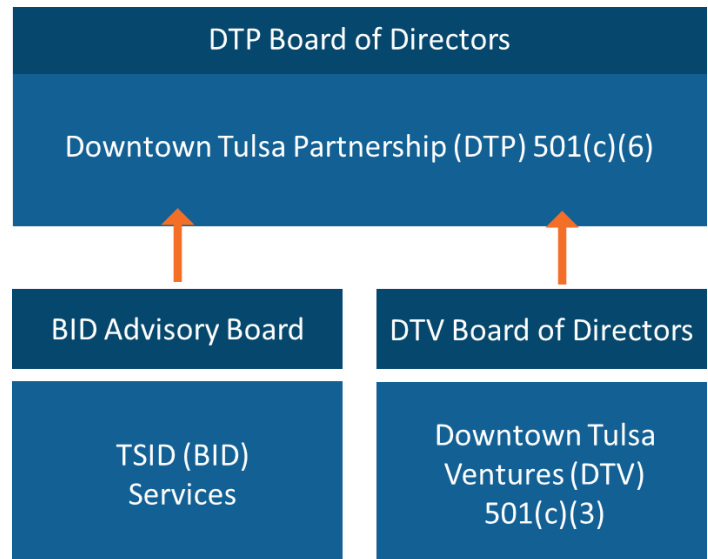 DTP Board of Directors
Downtown Tulsa Partnership (DTP) 501(c)(6)
BID Advisory Board
DTV Board of Directors
TSID (BID)
Services
Downtown Tulsa
Ventures (DTV)
501(c)(3)